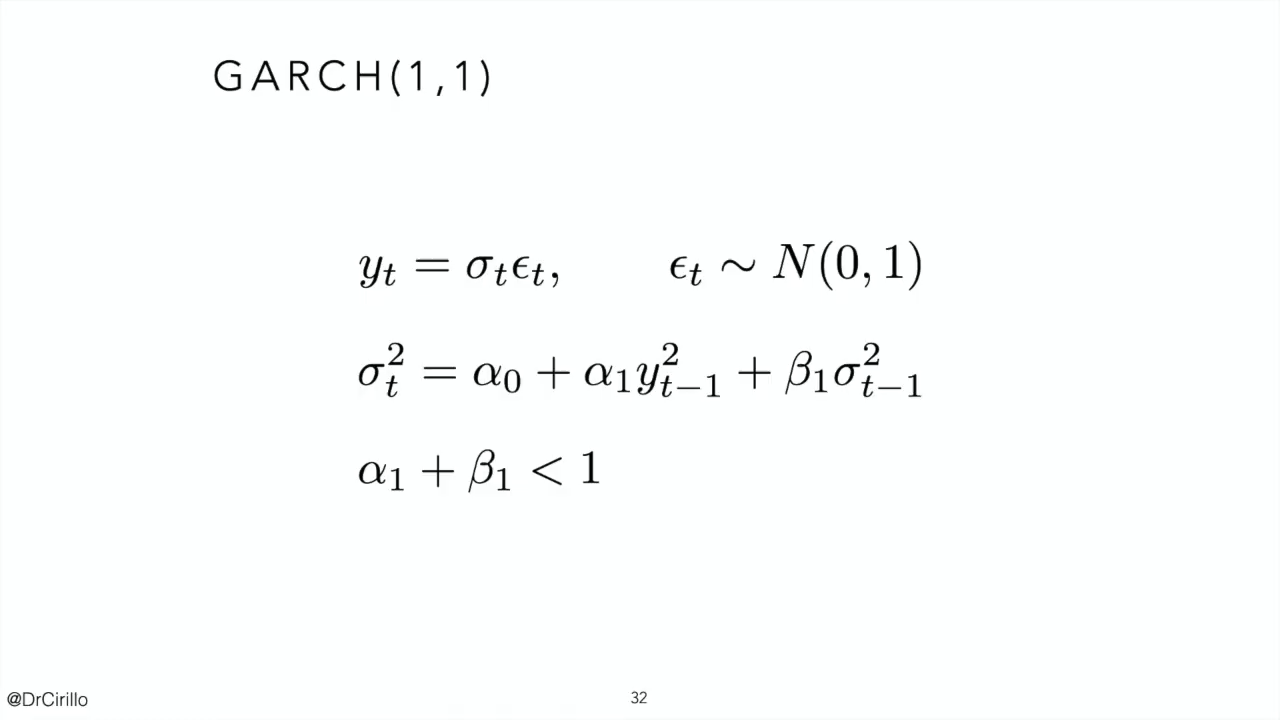 GARCH(1,1)
y_t = σ_t ϵ_t,    ϵ_t ∼ N(0, 1)
σ_t^2 = α_0 + α_1 y_{t−1}^2 + β_1 σ_{t−1}^2
α_1 + β_1 < 1
@DrCirillo
32